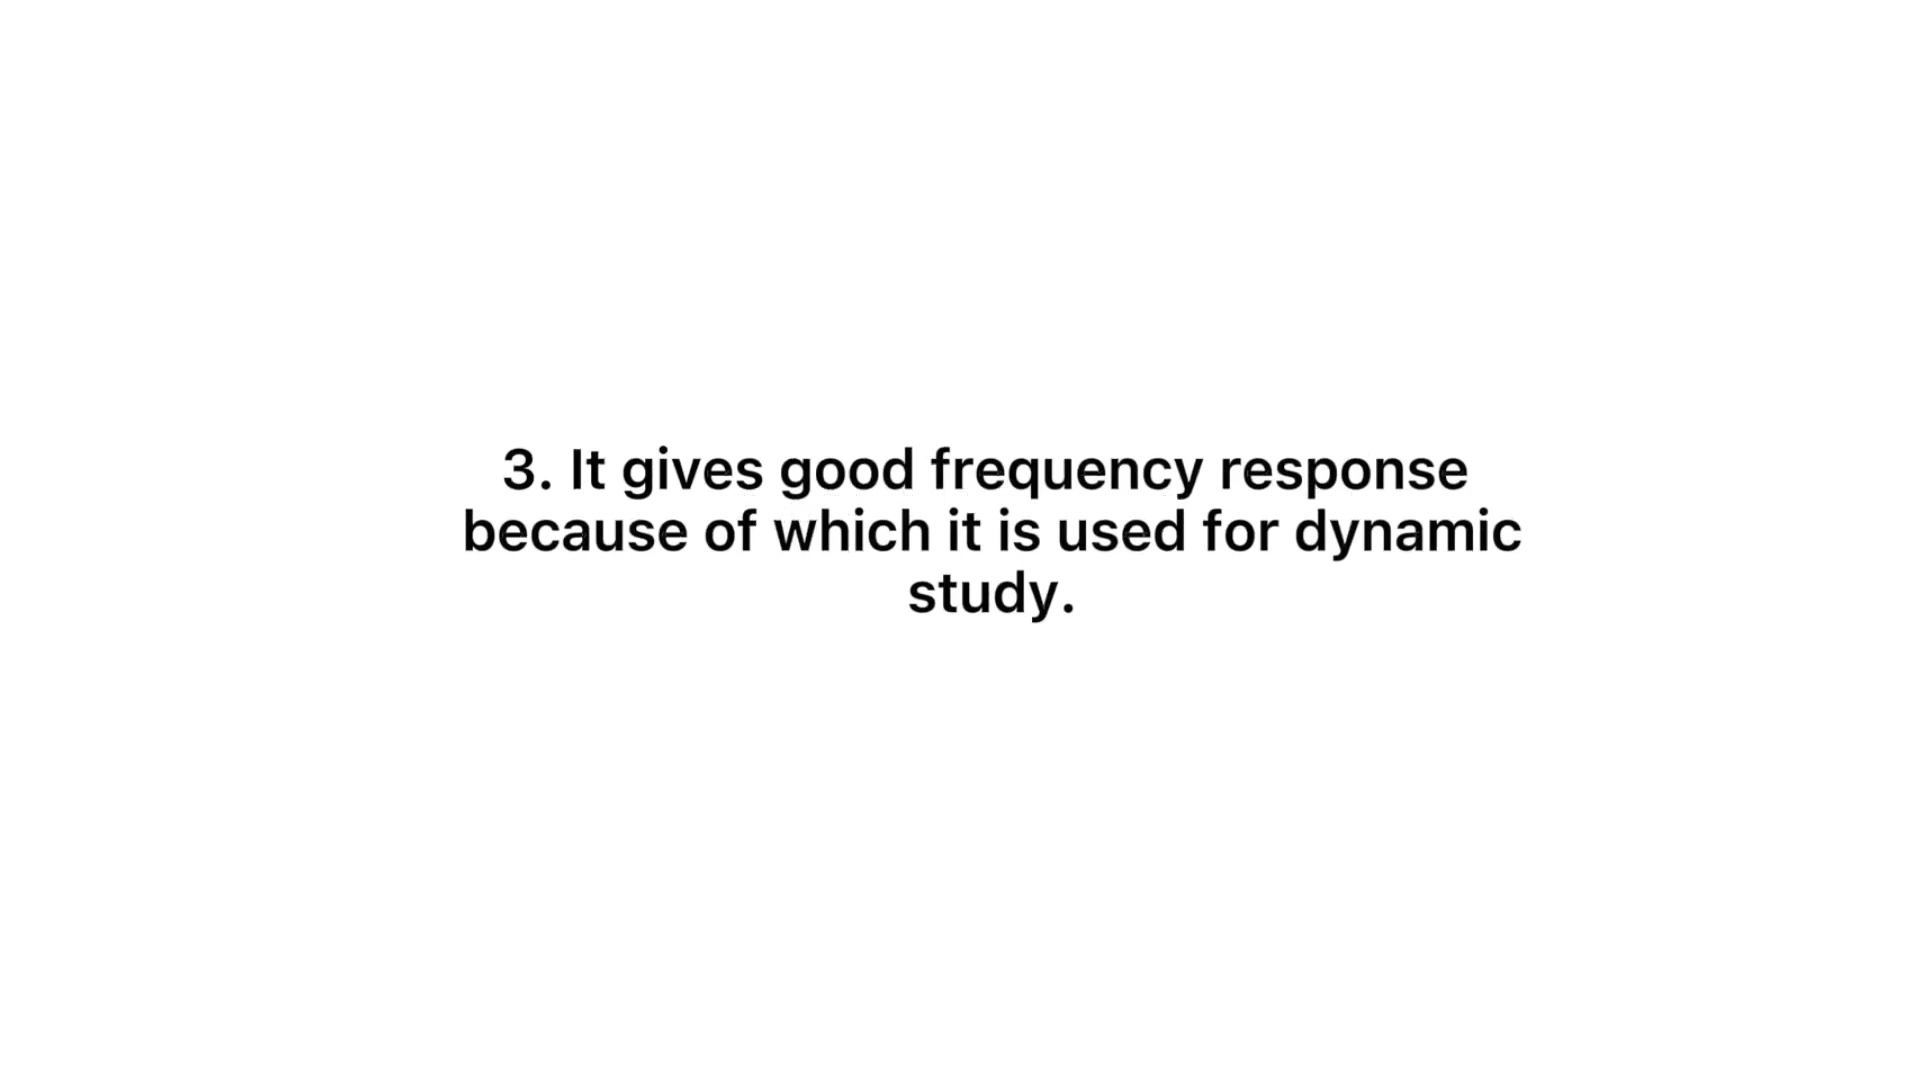 3. It gives good frequency response
because of which it is used for dynamic
study.